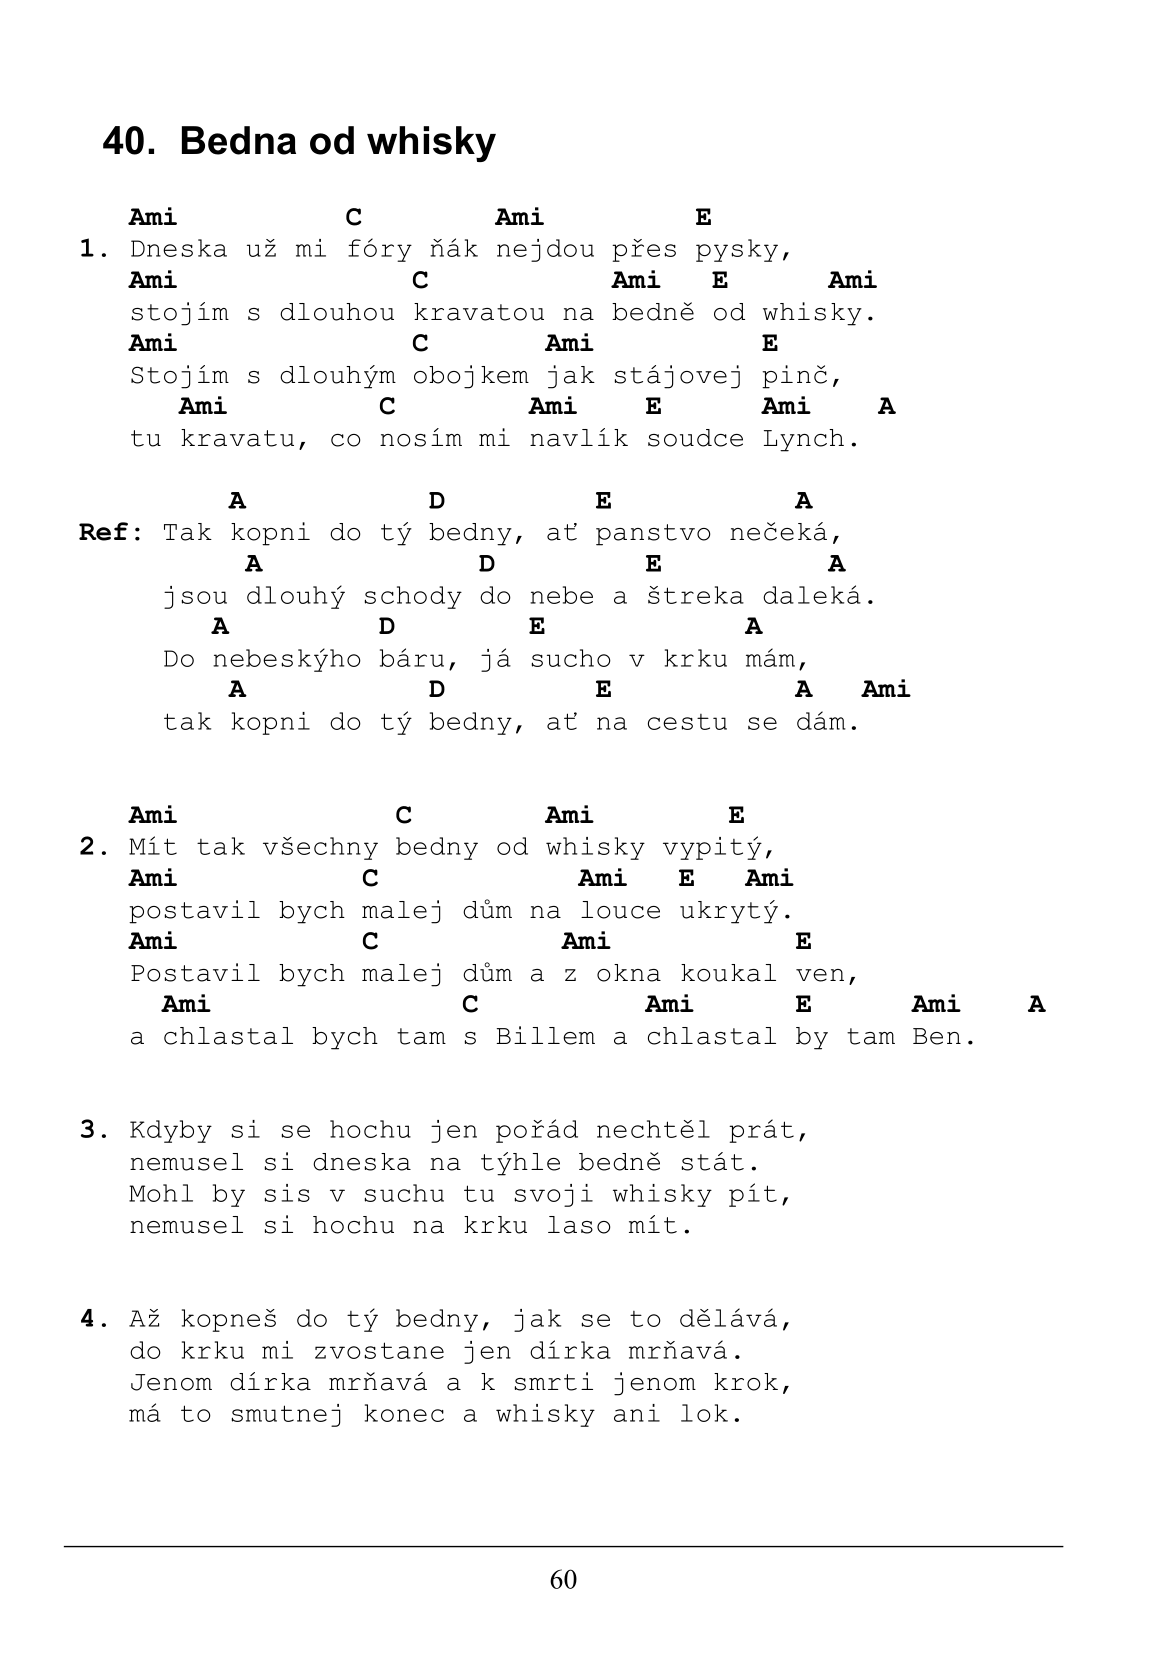 40.  Bedna od whisky
   Ami          C        Ami         E
1. Dneska už mi fóry ňák nejdou přes pysky,
   Ami              C           Ami   E      Ami
   stojím s dlouhou kravatou na bedně od whisky.
   Ami              C       Ami          E
   Stojím s dlouhým obojkem jak stájovej pinč,
      Ami         C        Ami    E      Ami    A
   tu kravatu, co nosím mi navlík soudce Lynch.
         A           D         E           A
Ref: Tak kopni do tý bedny, ať panstvo nečeká,
          A             D         E          A
     jsou dlouhý schody do nebe a štreka daleká.
        A         D        E            A
     Do nebeskýho báru, já sucho v krku mám,
         A           D         E           A   Ami
     tak kopni do tý bedny, ať na cestu se dám.
   Ami             C        Ami        E
2. Mít tak všechny bedny od whisky vypitý,
   Ami           C            Ami   E   Ami
   postavil bych malej dům na louce ukrytý.
   Ami           C           Ami           E
   Postavil bych malej dům a z okna koukal ven,
     Ami               C          Ami      E      Ami    A
   a chlastal bych tam s Billem a chlastal by tam Ben.
3. Kdyby si se hochu jen pořád nechtěl prát,
   nemusel si dneska na týhle bedně stát.
   Mohl by sis v suchu tu svoji whisky pít,
   nemusel si hochu na krku laso mít.
4. Až kopneš do tý bedny, jak se to dělává,
   do krku mi zvostane jen dírka mrňavá.
   Jenom dírka mrňavá a k smrti jenom krok,
   má to smutnej konec a whisky ani lok.
60